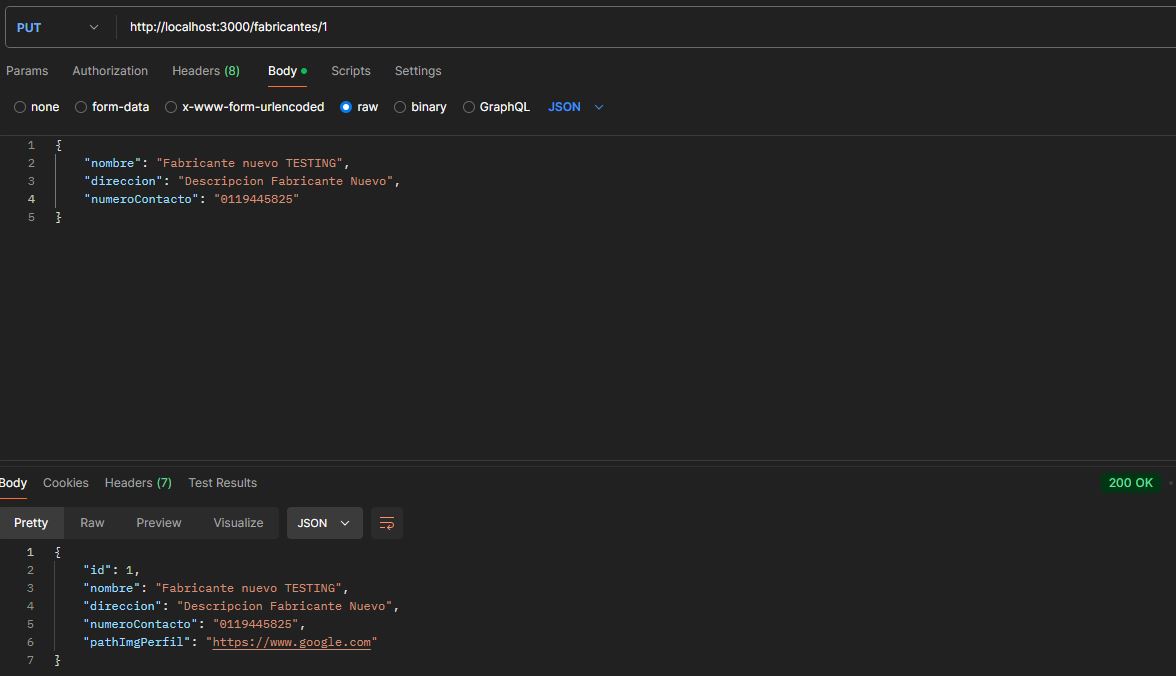 PUT http://localhost:3000/fabricantes/1
Params Authorization Headers (8) Body Scripts Settings
none form-data x-www-form-urlencoded raw binary GraphQL JSON
1 {
2 "nombre": "Fabricante nuevo TESTING",
3 "direccion": "Descripcion Fabricante Nuevo",
4 "numeroContacto": "0119445825"
5 }
Body Cookies Headers (7) Test Results 200 OK
Pretty Raw Preview Visualize JSON
1 {
2 "id": 1,
3 "nombre": "Fabricante nuevo TESTING",
4 "direccion": "Descripcion Fabricante Nuevo",
5 "numeroContacto": "0119445825",
6 "pathImgPerfil": "https://www.google.com"
7 }